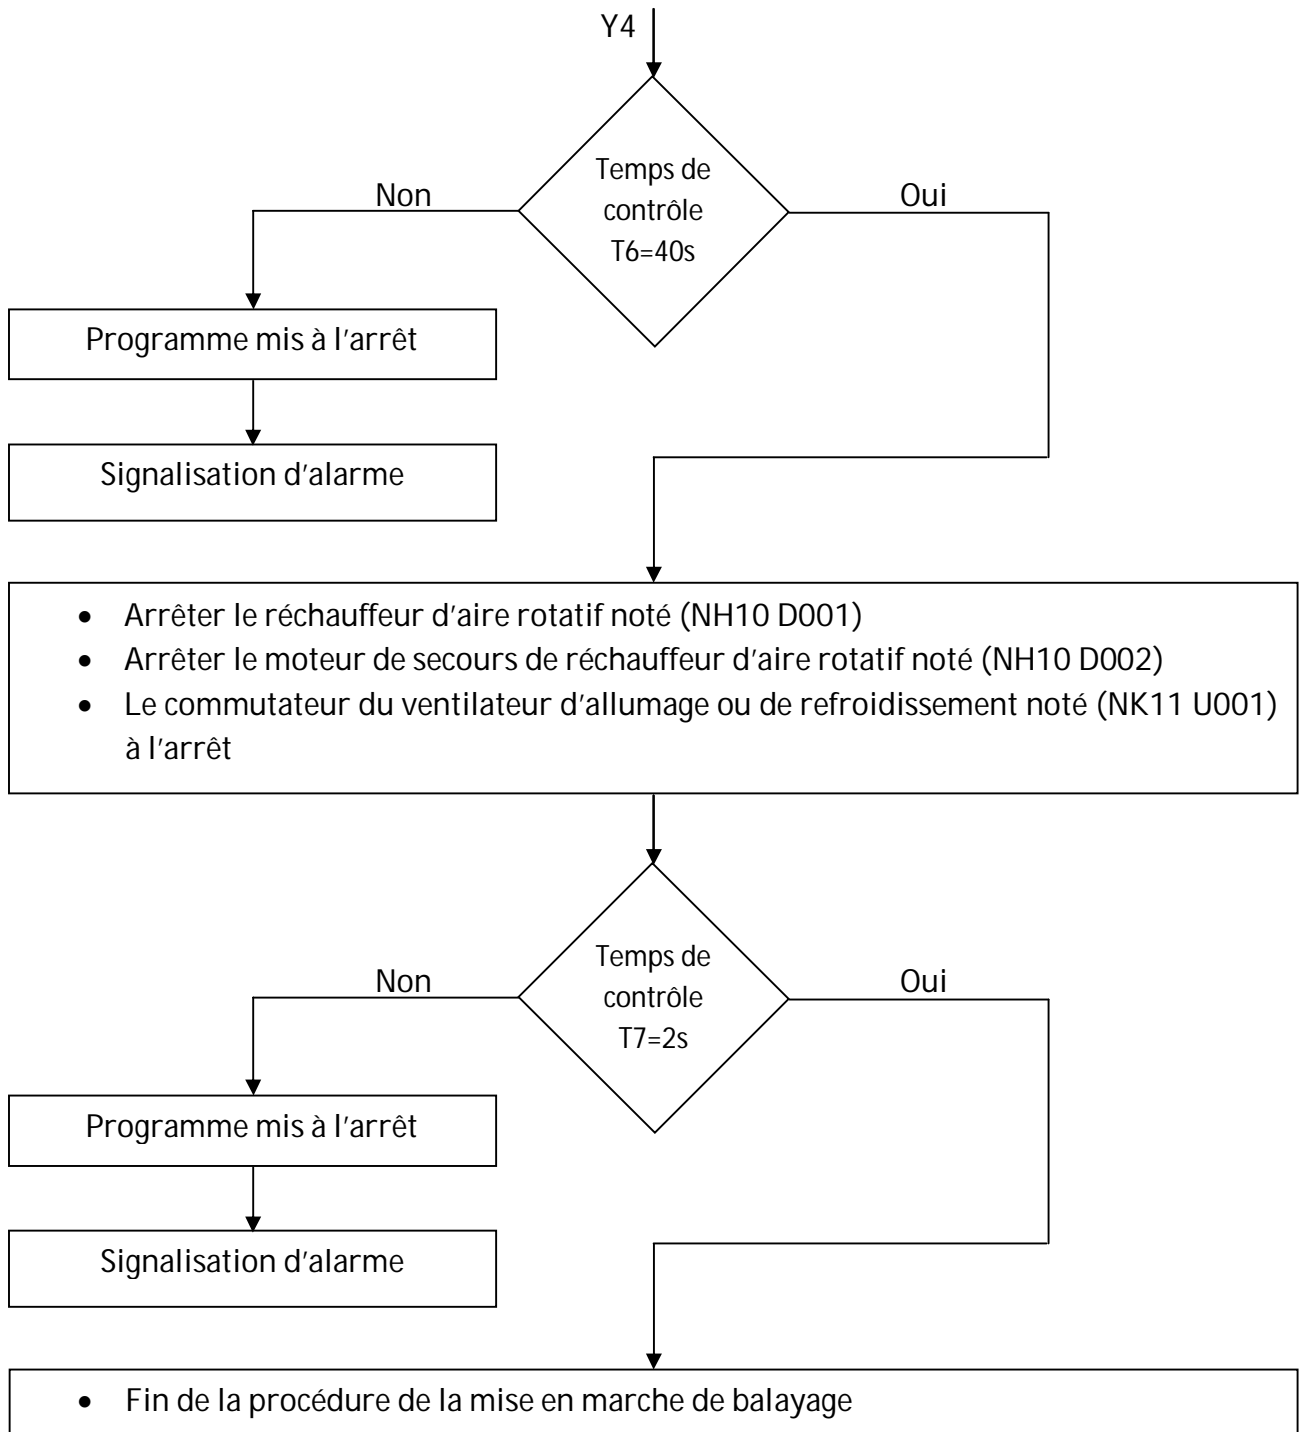 Y4
Temps de
contrôle
T6=40s
Non
Oui
Programme mis à l'arrêt
Signalisation d'alarme
• Arrêter le réchauffeur d'aire rotatif noté (NH10 D001)
• Arrêter le moteur de secours de réchauffeur d'aire rotatif noté (NH10 D002)
• Le commutateur du ventilateur d'allumage ou de refroidissement noté (NK11 U001)
à l'arrêt
Temps de
contrôle
T7=2s
Non
Oui
Programme mis à l'arrêt
Signalisation d'alarme
• Fin de la procédure de la mise en marche de balayage